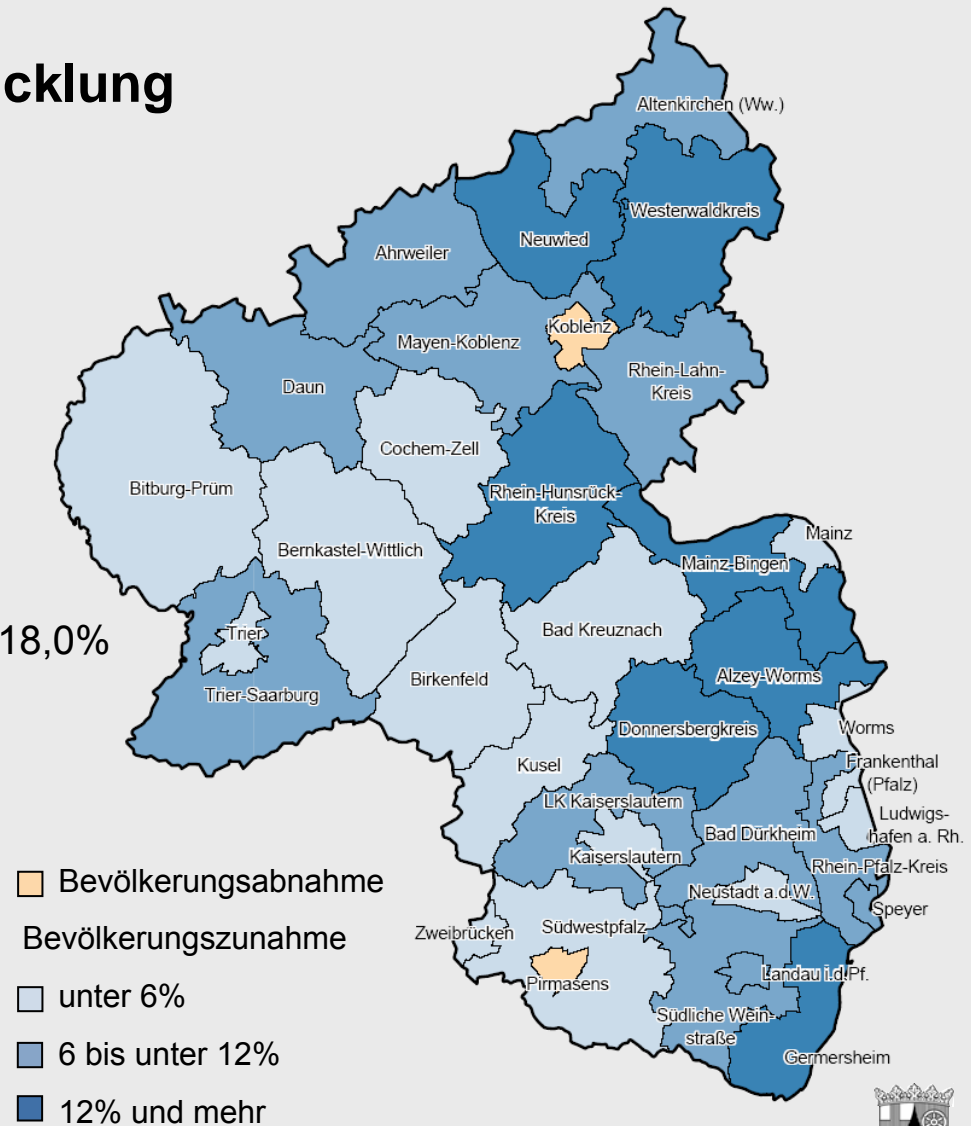 cklung
Altenkirchen (Ww.)
Westerwaldkreis
Neuwied
Ahrweiler
Koblenz
Mayen-Koblenz
Rhein-Lahn-
Kreis
Daun
Cochem-Zell
Bitburg-Prüm
Rhein-Hunsrück-
Kreis
Mainz
Bernkastel-Wittlich
Mainz-Bingen
18,0%
Trier
Bad Kreuznach
Birkenfeld
Alzey-Worms
Trier-Saarburg
Donnersbergkreis
Worms
Kusel
Frankenthal
(Pfalz)
LK Kaiserslautern
Ludwigs-
hafen a. Rh.
Bad Dürkheim
Kaiserslautern
Rhein-Pfalz-Kreis
Neustadt a.d.W.
Speyer
Zweibrücken
Südwestpfalz
Landau i.d.Pf.
Pirmasens
Südliche Wein-
straße
Germersheim
Bevölkerungsabnahme
Bevölkerungszunahme
unter 6%
6 bis unter 12%
12% und mehr